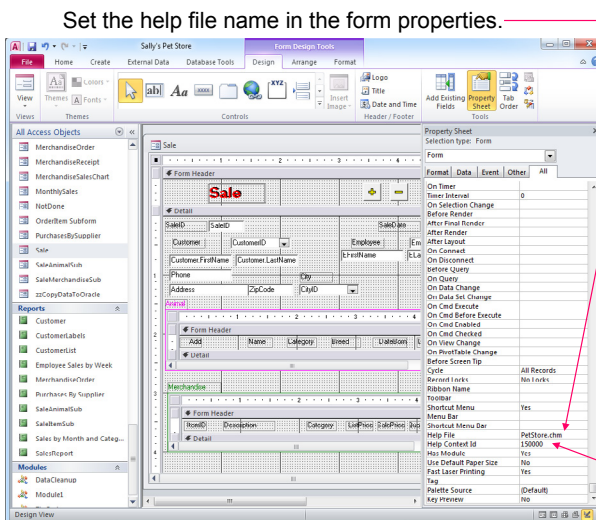 Set the help file name in the form properties.
Sally's Pet Store
Form Design Tools
File Home Create External Data Database Tools Design Arrange Format
View
Themes
Colors
Fonts
Aa
ab|
Aa
xxxx
XYZ
Insert Image
Logo
Title
Date and Time
Add Existing Fields
Property Sheet
Tab Order
Views Themes Controls Header / Footer Tools
All Access Objects
MerchandiseOrder
MerchandiseReceipt
MerchandiseSalesChart
MonthlySales
NotDone
OrderItem Subform
PurchasesBySupplier
Sale
SaleAnimalSub
SaleMerchandiseSub
zzCopyDataToOracle
Reports
Customer
CustomerLabels
CustomerList
Employee Sales by Week
MerchandiseOrder
Purchases By Supplier
SaleAnimalSub
SaleItemSub
Sales by Month and Categ...
SalesReport
Modules
DataCleanup
Module1
Sale
Form Header
Sale
Detail
SaleID SaleID SaleDate
Customer CustomerID Employee
Customer.FirstName Customer.LastName EFirstName
Phone City
Address ZipCode CityID
Animal
Form Header
Add Name Category Breed DateBorn
Detail
Merchandise
Form Header
ItemID Description Category ListPrice SalePrice
Detail
Property Sheet
Selection type: Form
Form
Format Data Event Other All
On Timer
Timer Interval 0
On Selection Change
Before Render
After Final Render
After Render
After Layout
On Connect
On Disconnect
Before Query
On Query
On Data Change
On Data Set Change
On Cmd Execute
On Cmd Before Execute
On Cmd Enabled
On Cmd Checked
On View Change
On PivotTable Change
Before Screen Tip
Cycle All Records
Record Locks No Locks
Ribbon Name
Toolbar
Shortcut Menu Yes
Menu Bar
Shortcut Menu Bar
Help File PetStore.chm
Help Context Id 150000
Has Module Yes
Use Default Paper Size No
Fast Laser Printing Yes
Tag
Palette Source (Default)
Key Preview No
Design View